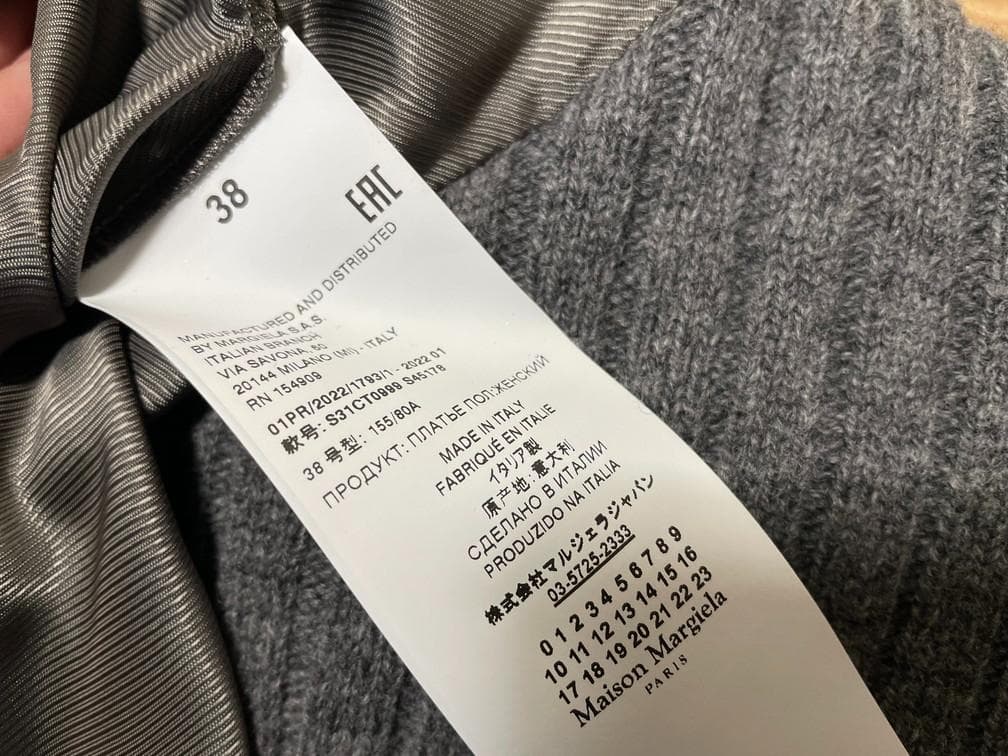 38
EAC
MANUFACTURED AND DISTRIBUTED
BY MARGIELA S.A.S.
ITALIAN BRANCH
VIA SAVONA, 60
20144 MILANO (MI) - ITALY
RN 154909
01PR/2022/1793/1 - 2022 01
款号: S31CT0999 S45178
38 号型: 155/80A
ПРОДУКТ: ПЛАТЬЕ ПОЛ:ЖЕНСКИЙ
MADE IN ITALY
FABRIQUÉ EN ITALIE
イタリア製
原产地: 意大利
СДЕЛАНО В ИТАЛИИ
PRODUZIDO NA ITALIA
株式会社マルジェラジャパン
03-5725-2333
0 1 2 3 4 5 6 7 8 9
10 11 12 13 14 15 16
17 18 19 20 21 22 23
Maison Margiela
PARIS